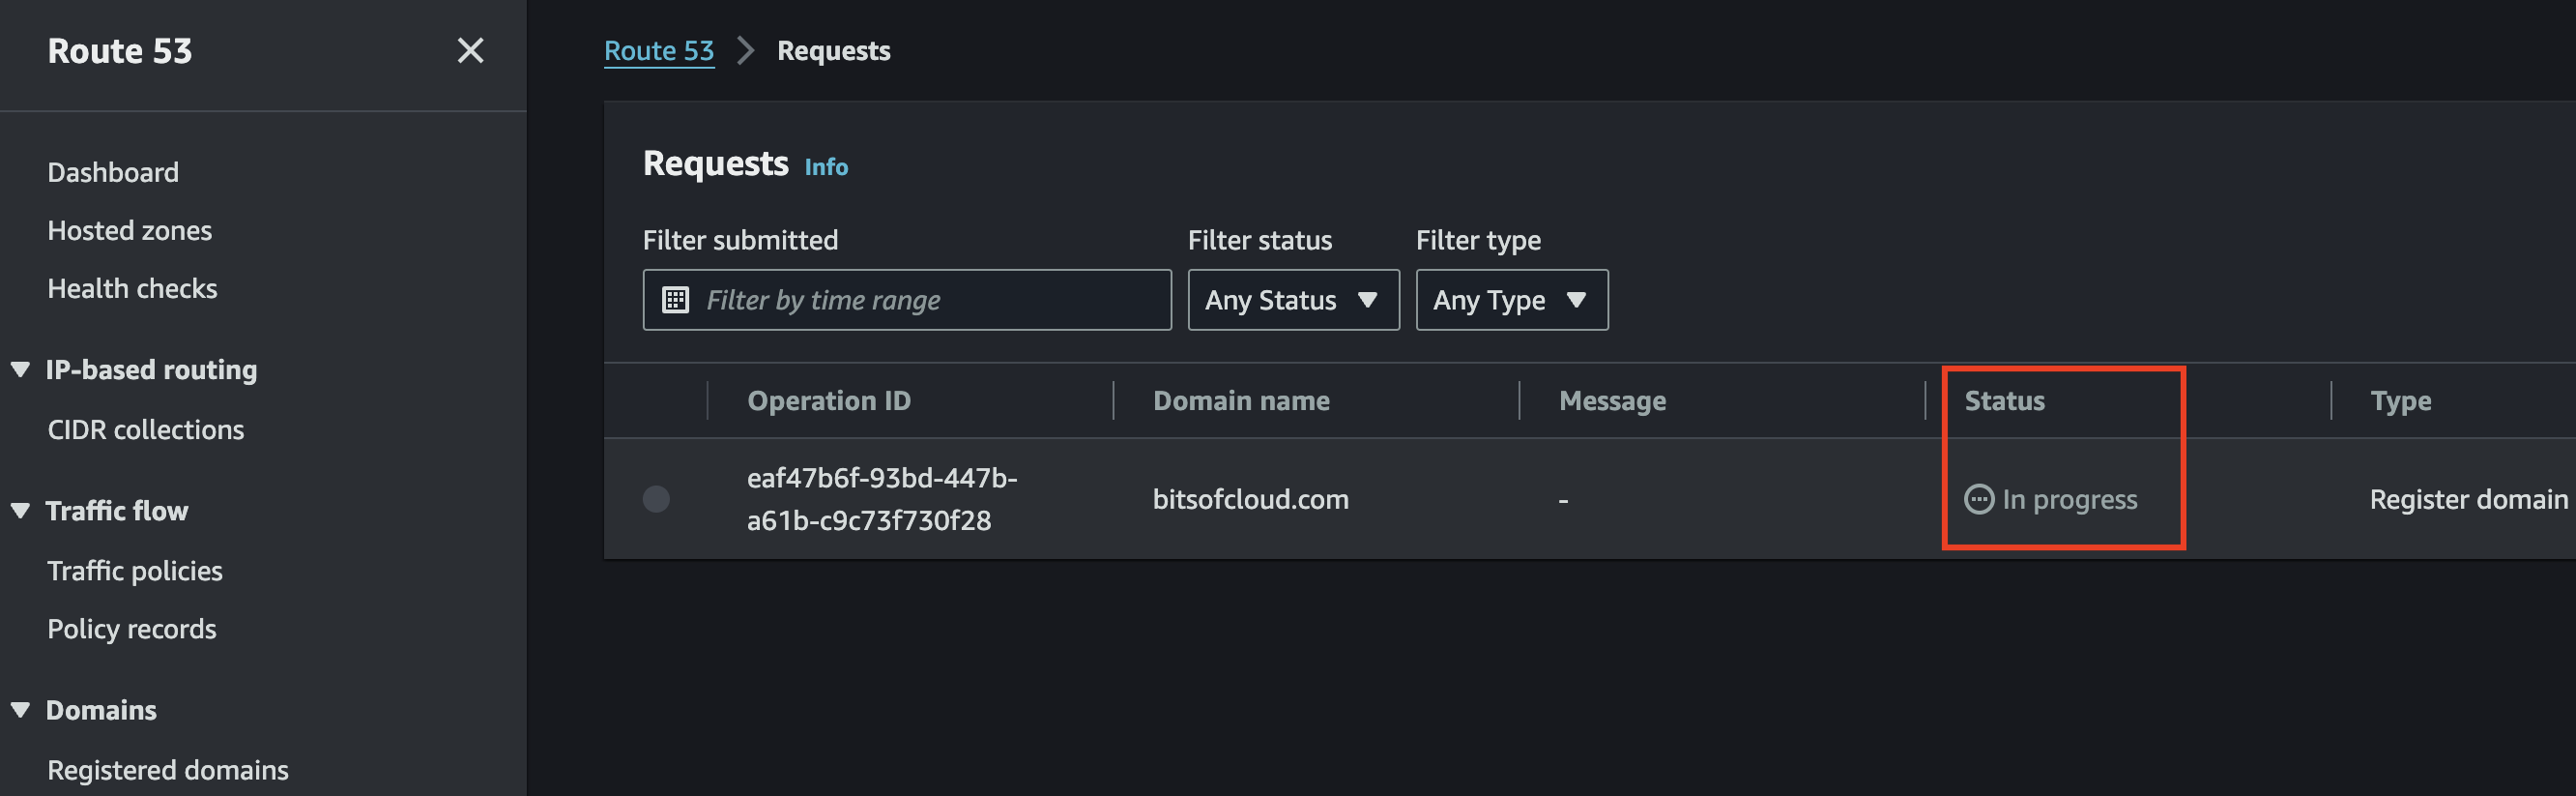 Route 53
Dashboard
Hosted zones
Health checks
IP-based routing
CIDR collections
Traffic flow
Traffic policies
Policy records
Domains
Registered domains
Route 53 Requests
Requests Info
Filter submitted Filter status Filter type
Filter by time range Any Status Any Type
Operation ID Domain name Message Status Type
eaf47b6f-93bd-447b-
a61b-c9c73f730f28 bitsofcloud.com - In progress Register domain